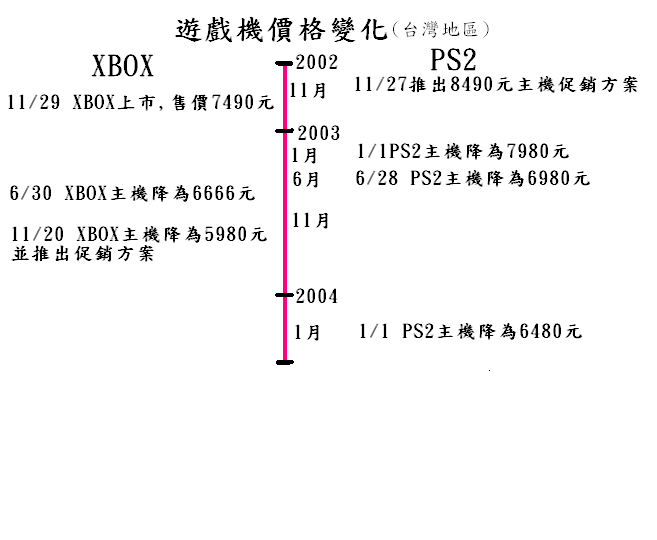 遊戲機價格變化(台灣地區)
XBOX
PS2
2002
11月
11/27推出8490元主機促銷方案
11/29 XBOX上市,售價7490元
2003
1月
1/1PS2主機降為7980元
6月
6/28 PS2主機降為6980元
6/30 XBOX主機降為6666元
11月
11/20 XBOX主機降為5980元
並推出促銷方案
2004
1月
1/1 PS2主機降為6480元